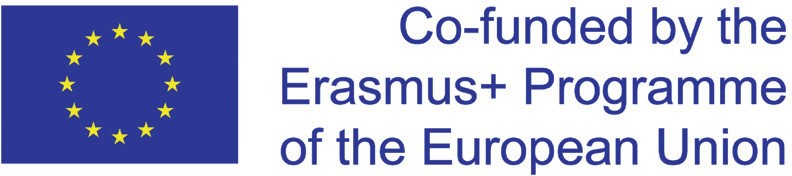 Co-funded by the
Erasmus+ Programme
of the European Union